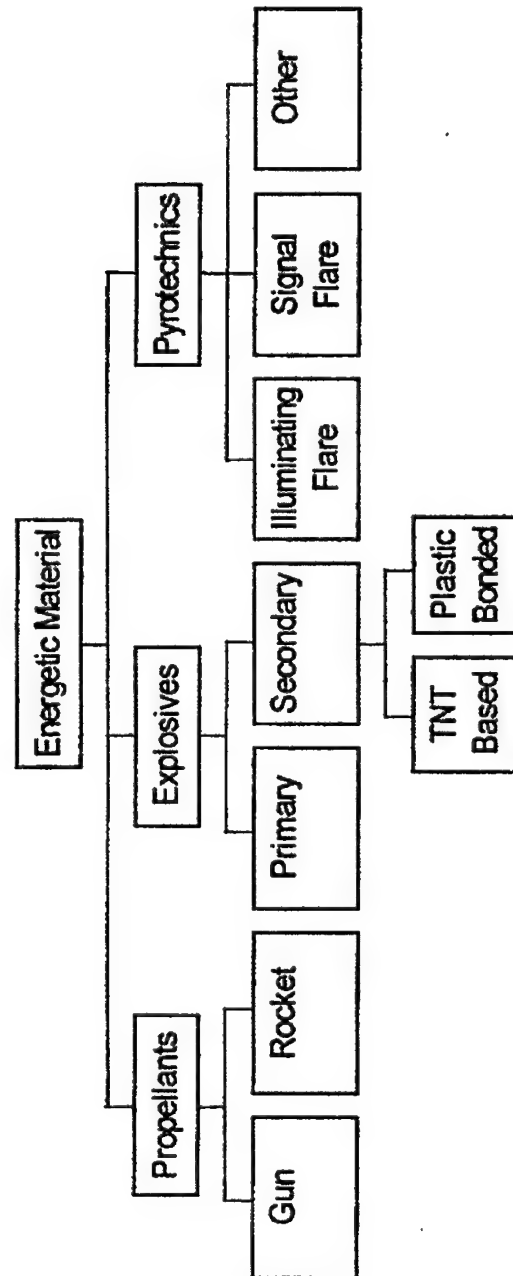 Energetic Material
Propellants
Explosives
Pyrotechnics
Gun
Rocket
Primary
Secondary
Illuminating
Flare
Signal
Flare
Other
TNT
Based
Plastic
Bonded